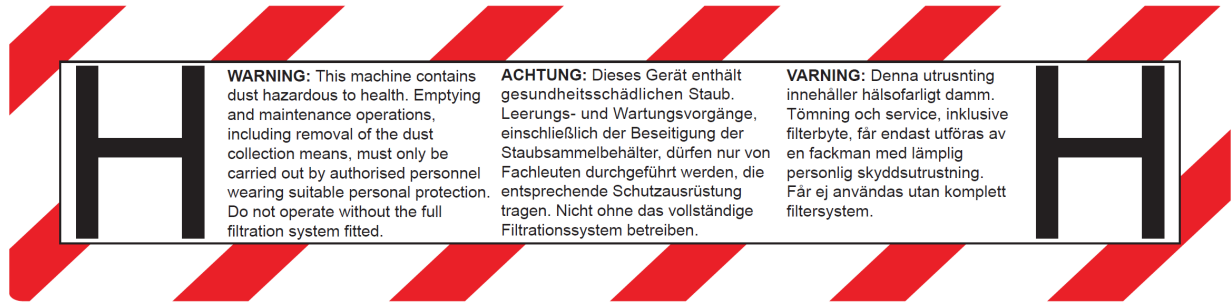 H
WARNING: This machine contains
dust hazardous to health. Emptying
and maintenance operations,
including removal of the dust
collection means, must only be
carried out by authorised personnel
wearing suitable personal protection.
Do not operate without the full
filtration system fitted.
ACHTUNG: Dieses Gerät enthält
gesundheitsschädlichen Staub.
Leerungs- und Wartungsvorgänge,
einschließlich der Beseitigung der
Staubsammelbehälter, dürfen nur von
Fachleuten durchgeführt werden, die
entsprechende Schutzausrüstung
tragen. Nicht ohne das vollständige
Filtrationssystem betreiben.
VARNING: Denna utrusnting
innehåller hälsofarligt damm.
Tömning och service, inklusive
filterbyte, får endast utföras av
en fackman med lämplig
personlig skyddsutrustning.
Får ej användas utan komplett
filtersystem.
H